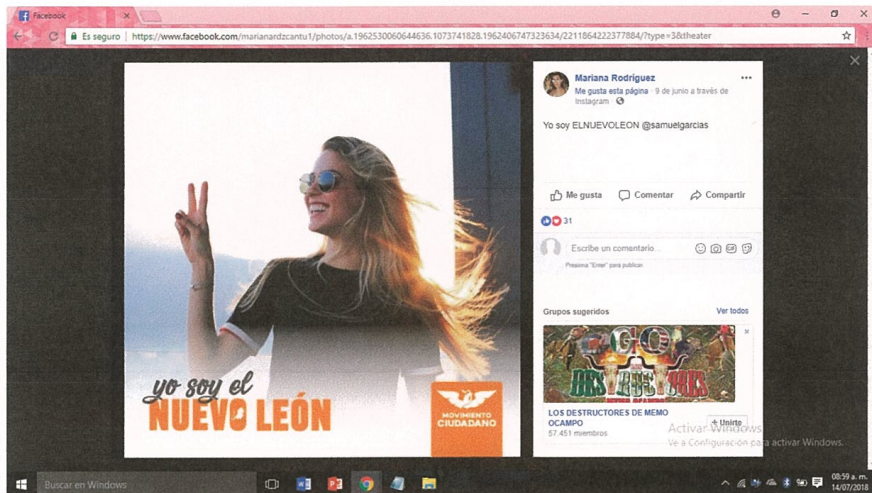 Facebook
Es seguro | https://www.facebook.com/marianardzcantu1/photos/a.1962530060644636.1073741828.1962406747323634/2211864222377884/?type=3&theater
yo soy el
NUEVO LEÓN
MOVIMIENTO
CIUDADANO
Mariana Rodríguez
Me gusta esta página · 9 de junio a través de
Instagram ·
Yo soy ELNUEVOLEON @samuelgarcias
Me gusta Comentar Compartir
31
Escribe un comentario...
GIF
Presiona "Enter" para publicar
Grupos sugeridos Ver todos
DESTRUCTORES
LOS DESTRUCTORES DE MEMO
OCAMPO
+ Unirte
57.451 miembros
Activar Windows
Ve a Configuración para activar Windows.
Buscar en Windows
08:59 a. m.
14/07/2018